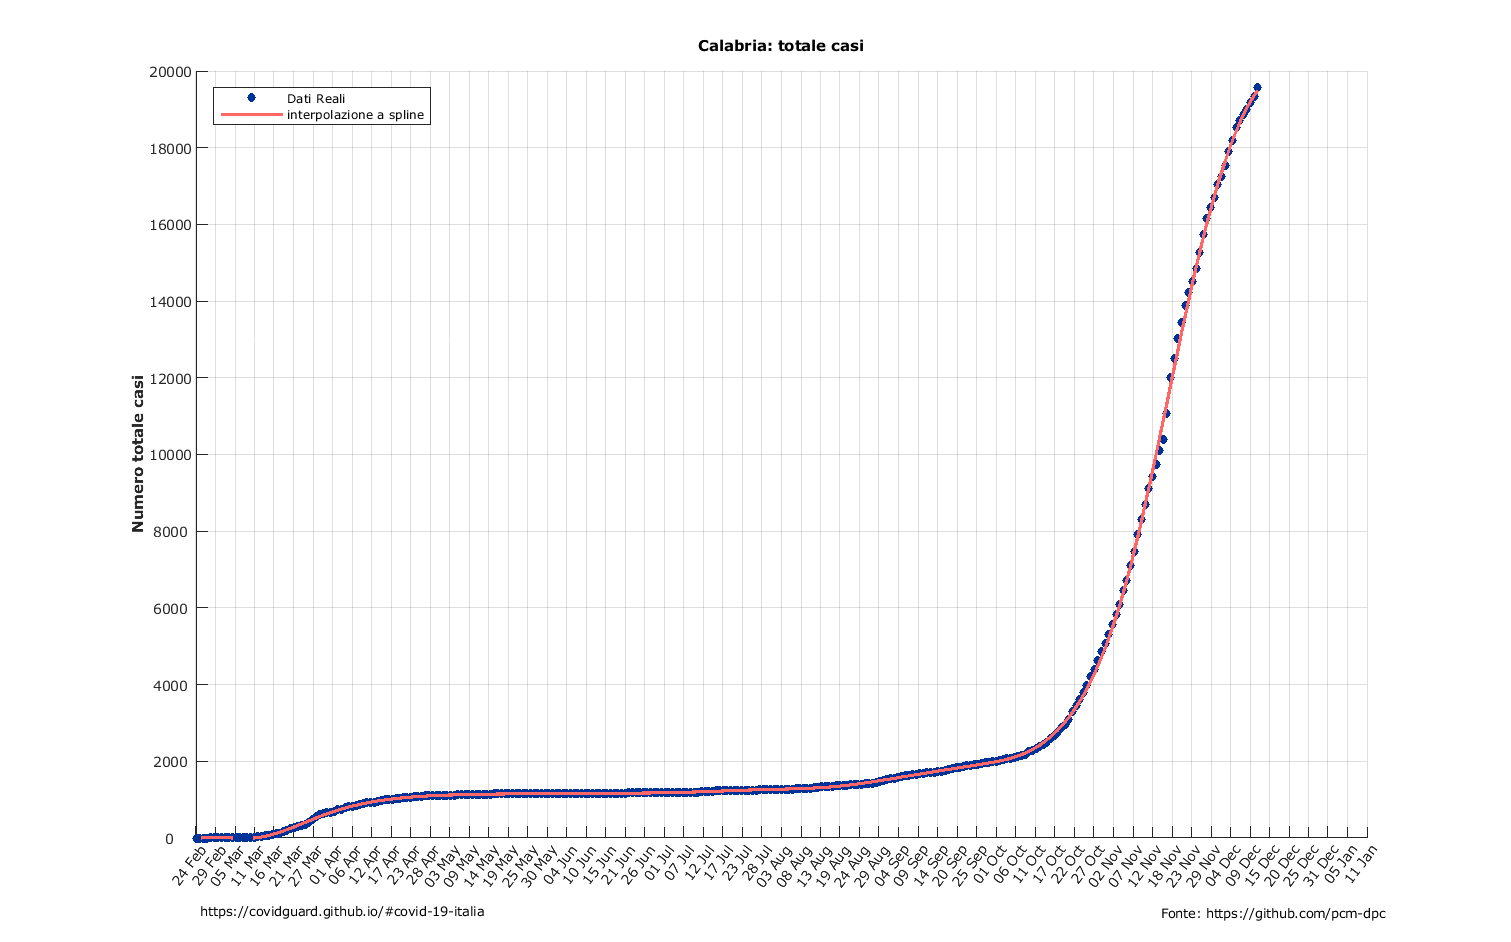 Calabria: totale casi
Dati Reali
interpolazione a spline
Numero totale casi
20000
18000
16000
14000
12000
10000
8000
6000
4000
2000
0
24 Feb
29 Feb
05 Mar
11 Mar
16 Mar
21 Mar
27 Mar
01 Apr
06 Apr
12 Apr
17 Apr
23 Apr
28 Apr
03 May
09 May
14 May
19 May
25 May
30 May
04 Jun
10 Jun
15 Jun
21 Jun
26 Jun
01 Jul
07 Jul
12 Jul
17 Jul
23 Jul
28 Jul
03 Aug
08 Aug
13 Aug
19 Aug
24 Aug
29 Aug
04 Sep
09 Sep
14 Sep
20 Sep
25 Oct
01 Oct
06 Oct
11 Oct
17 Oct
22 Oct
27 Oct
02 Nov
07 Nov
12 Nov
18 Nov
23 Nov
29 Nov
04 Dec
09 Dec
15 Dec
20 Dec
25 Dec
31 Dec
05 Jan
11 Jan
https://covidguard.github.io/#covid-19-italia
Fonte: https://github.com/pcm-dpc